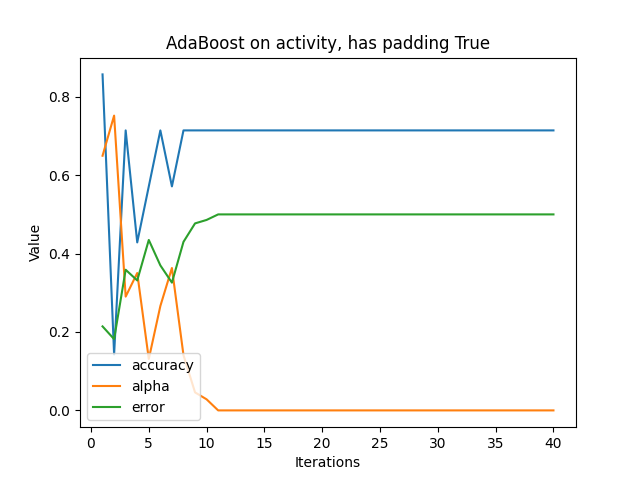 AdaBoost on activity, has padding True
Value
0.8
0.6
0.4
0.2
0.0
accuracy
alpha
error
0 5 10 15 20 25 30 35 40
Iterations